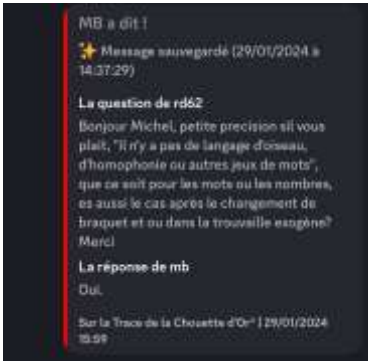 MB a dit !
✨ Message sauvegardé (29/01/2024 à
14:37:29)
La question de rd62
Bonjour Michel, petite precision sil vous
plait, "il n'y a pas de langage d'oiseau,
d'homophonie ou autres jeux de mots",
que ce soit pour les mots ou les nombres,
es aussi le cas après le changement de
braquet et ou dans la trouvaille exogène?
Merci
La réponse de mb
Oui.
Sur la Trace de la Chouette d'Or® | 29/01/2024
15:59